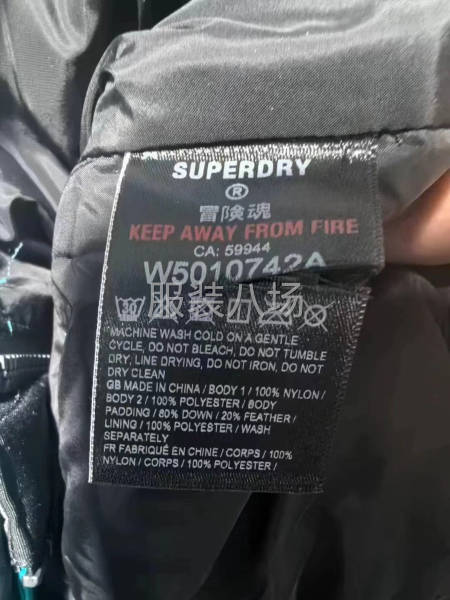 SUPERDRY
®
冒険魂
KEEP AWAY FROM FIRE
CA: 59944
W5010742A
服装八场
MACHINE WASH COLD ON A GENTLE
CYCLE, DO NOT BLEACH, DO NOT TUMBLE
DRY, LINE DRYING, DO NOT IRON, DO NOT
DRY CLEAN
GB MADE IN CHINA / BODY 1 / 100% NYLON /
BODY 2 / 100% POLYESTER / BODY
PADDING / 80% DOWN / 20% FEATHER /
LINING / 100% POLYESTER / WASH
SEPARATELY
FR FABRIQUÉ EN CHINE / CORPS / 100%
NYLON / CORPS / 100% POLYESTER /